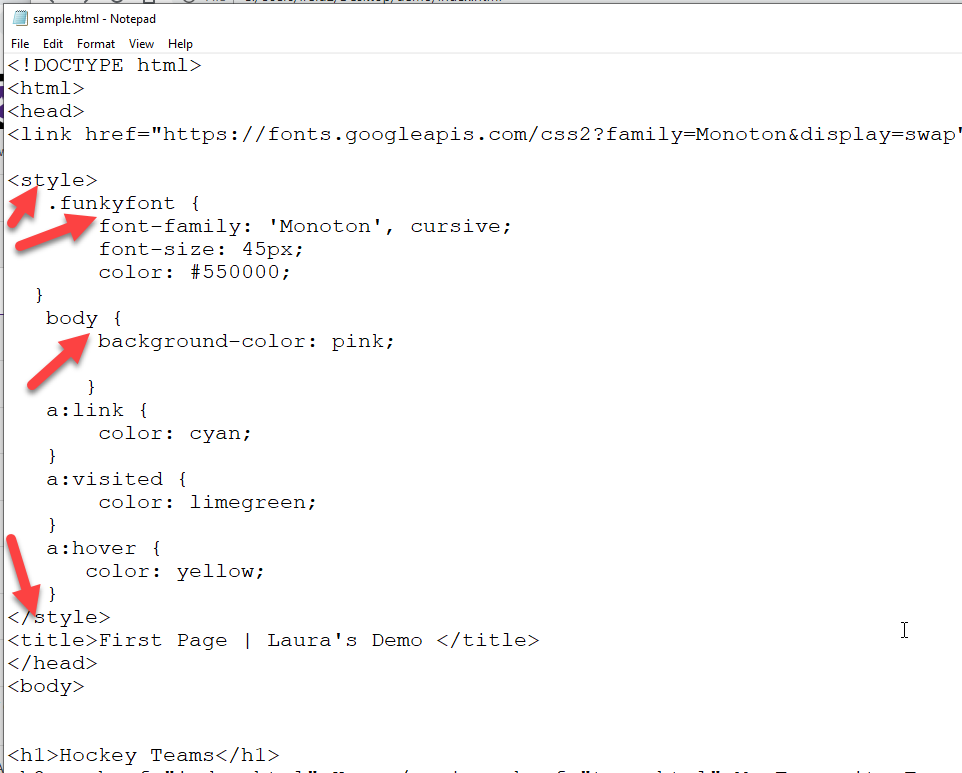 sample.html - Notepad
File Edit Format View Help
<!DOCTYPE html>
<html>
<head>
<link href="https://fonts.googleapis.com/css2?family=Monoton&display=swap"
<style>
.funkyfont {
font-family: 'Monoton', cursive;
font-size: 45px;
color: #550000;
}
body {
background-color: pink;
}
a:link {
color: cyan;
}
a:visited {
color: limegreen;
}
a:hover {
color: yellow;
}
</style>
<title>First Page | Laura's Demo </title>
</head>
<body>
<h1>Hockey Teams</h1>